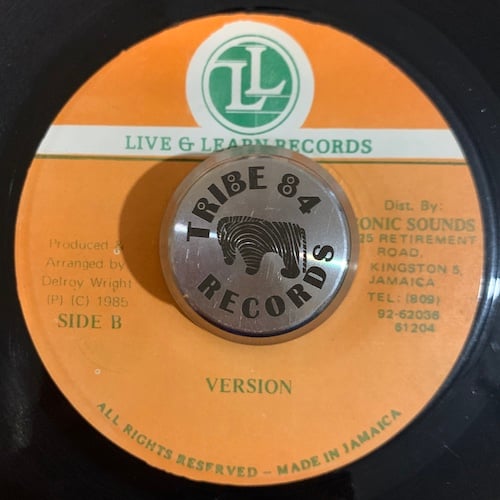 LL
LIVE & LEARN RECORDS
TRIBE 84
RECORDS
Produced &
Arranged by
Delroy Wright
(P) (C) 1985
SIDE B
Dist. By:
SONIC SOUNDS
25 RETIREMENT
ROAD,
KINGSTON 5,
JAMAICA
TEL: (809)
92-62036
61204
VERSION
ALL RIGHTS RESERVED - MADE IN JAMAICA